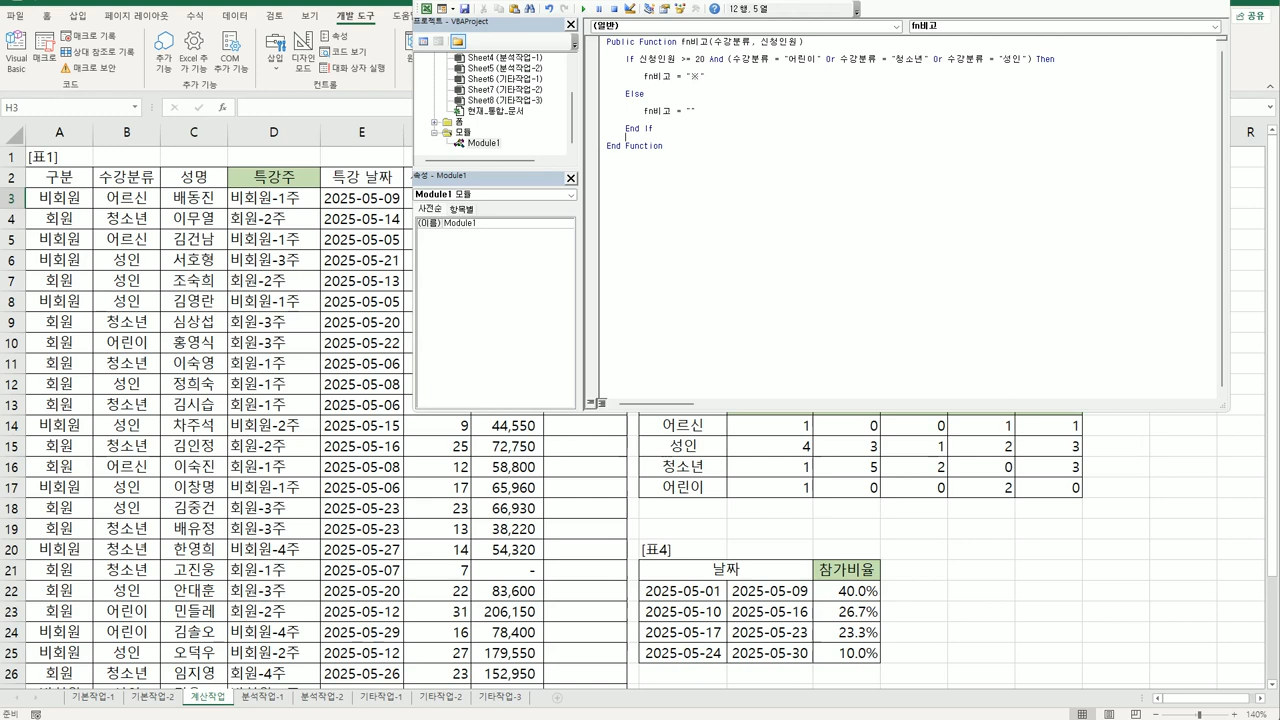 파일 홈 삽입 페이지 레이아웃 수식 데이터 개발 도구 도움
Visual Basic 매크로 매크로 기록 상대 참조로 기록 매크로 보안
코드
추가 기능 Excel 추가 기능 COM 추가 기능
추가 기능
삽입 디자인 모드 속성 코드 보기 대화 상자 실행
컨트롤
공유
H3 fx
12 행, 5 열
프로젝트 - VBAProject
Sheet4 (분석작업-1)
Sheet5 (분석작업-2)
Sheet6 (기타작업-1)
Sheet7 (기타작업-2)
Sheet8 (기타작업-3)
현재_통합_문서
폼
모듈
Module1
속성 - Module1
Module1 모듈
사전순 항목별
(이름) Module1
(일반) fn비고
Public Function fn비고(수강분류, 신청인원)
If 신청인원 >= 20 And (수강분류 = "어린이" Or 수강분류 = "청소년" Or 수강분류 = "성인") Then
fn비고 = "※"
Else
fn비고 = ""
End If
End Function
A B C D E R
1 [표1]
2 구분 수강분류 성명 특강주 특강 날짜
3 비회원 어르신 배동진 비회원-1주 2025-05-09
4 회원 청소년 이무열 회원-2주 2025-05-14
5 비회원 어르신 김건남 비회원-1주 2025-05-05
6 비회원 성인 서호형 비회원-3주 2025-05-21
7 회원 성인 조숙희 회원-2주 2025-05-13
8 비회원 성인 김영란 비회원-1주 2025-05-05
9 회원 청소년 심상섭 회원-3주 2025-05-20
10 회원 어린이 홍영식 회원-3주 2025-05-22
11 회원 청소년 이숙영 회원-1주 2025-05-06
12 회원 성인 정희숙 회원-1주 2025-05-08
13 회원 청소년 김시습 회원-1주 2025-05-06
14 비회원 성인 차주석 비회원-2주 2025-05-15 9 44,550 어르신 1 0 0 1 1
15 회원 청소년 김인정 회원-2주 2025-05-16 25 72,750 성인 4 3 1 2 3
16 회원 어르신 이숙진 회원-1주 2025-05-08 12 58,800 청소년 1 5 2 0 3
17 비회원 성인 이창명 비회원-1주 2025-05-06 17 65,960 어린이 1 0 0 2 0
18 회원 성인 김중건 회원-3주 2025-05-23 23 66,930
19 회원 청소년 배유정 회원-3주 2025-05-23 13 38,220
20 비회원 청소년 한영희 비회원-4주 2025-05-27 14 54,320 [표4]
21 회원 청소년 고진웅 회원-1주 2025-05-07 7 - 날짜 참가비율
22 회원 성인 안대훈 회원-3주 2025-05-20 22 83,600 2025-05-01 2025-05-09 40.0%
23 회원 어린이 민들레 회원-2주 2025-05-12 31 206,150 2025-05-10 2025-05-16 26.7%
24 비회원 어린이 김솔오 비회원-4주 2025-05-29 16 78,400 2025-05-17 2025-05-23 23.3%
25 비회원 성인 오덕우 비회원-2주 2025-05-12 27 179,550 2025-05-24 2025-05-30 10.0%
26 회원 청소년 임지영 회원-4주 2025-05-26 23 152,950
기본작업-1 기본작업-2 계산작업 분석작업-1 분석작업-2 기타작업-1 기타작업-2 기타작업-3
준비 140%